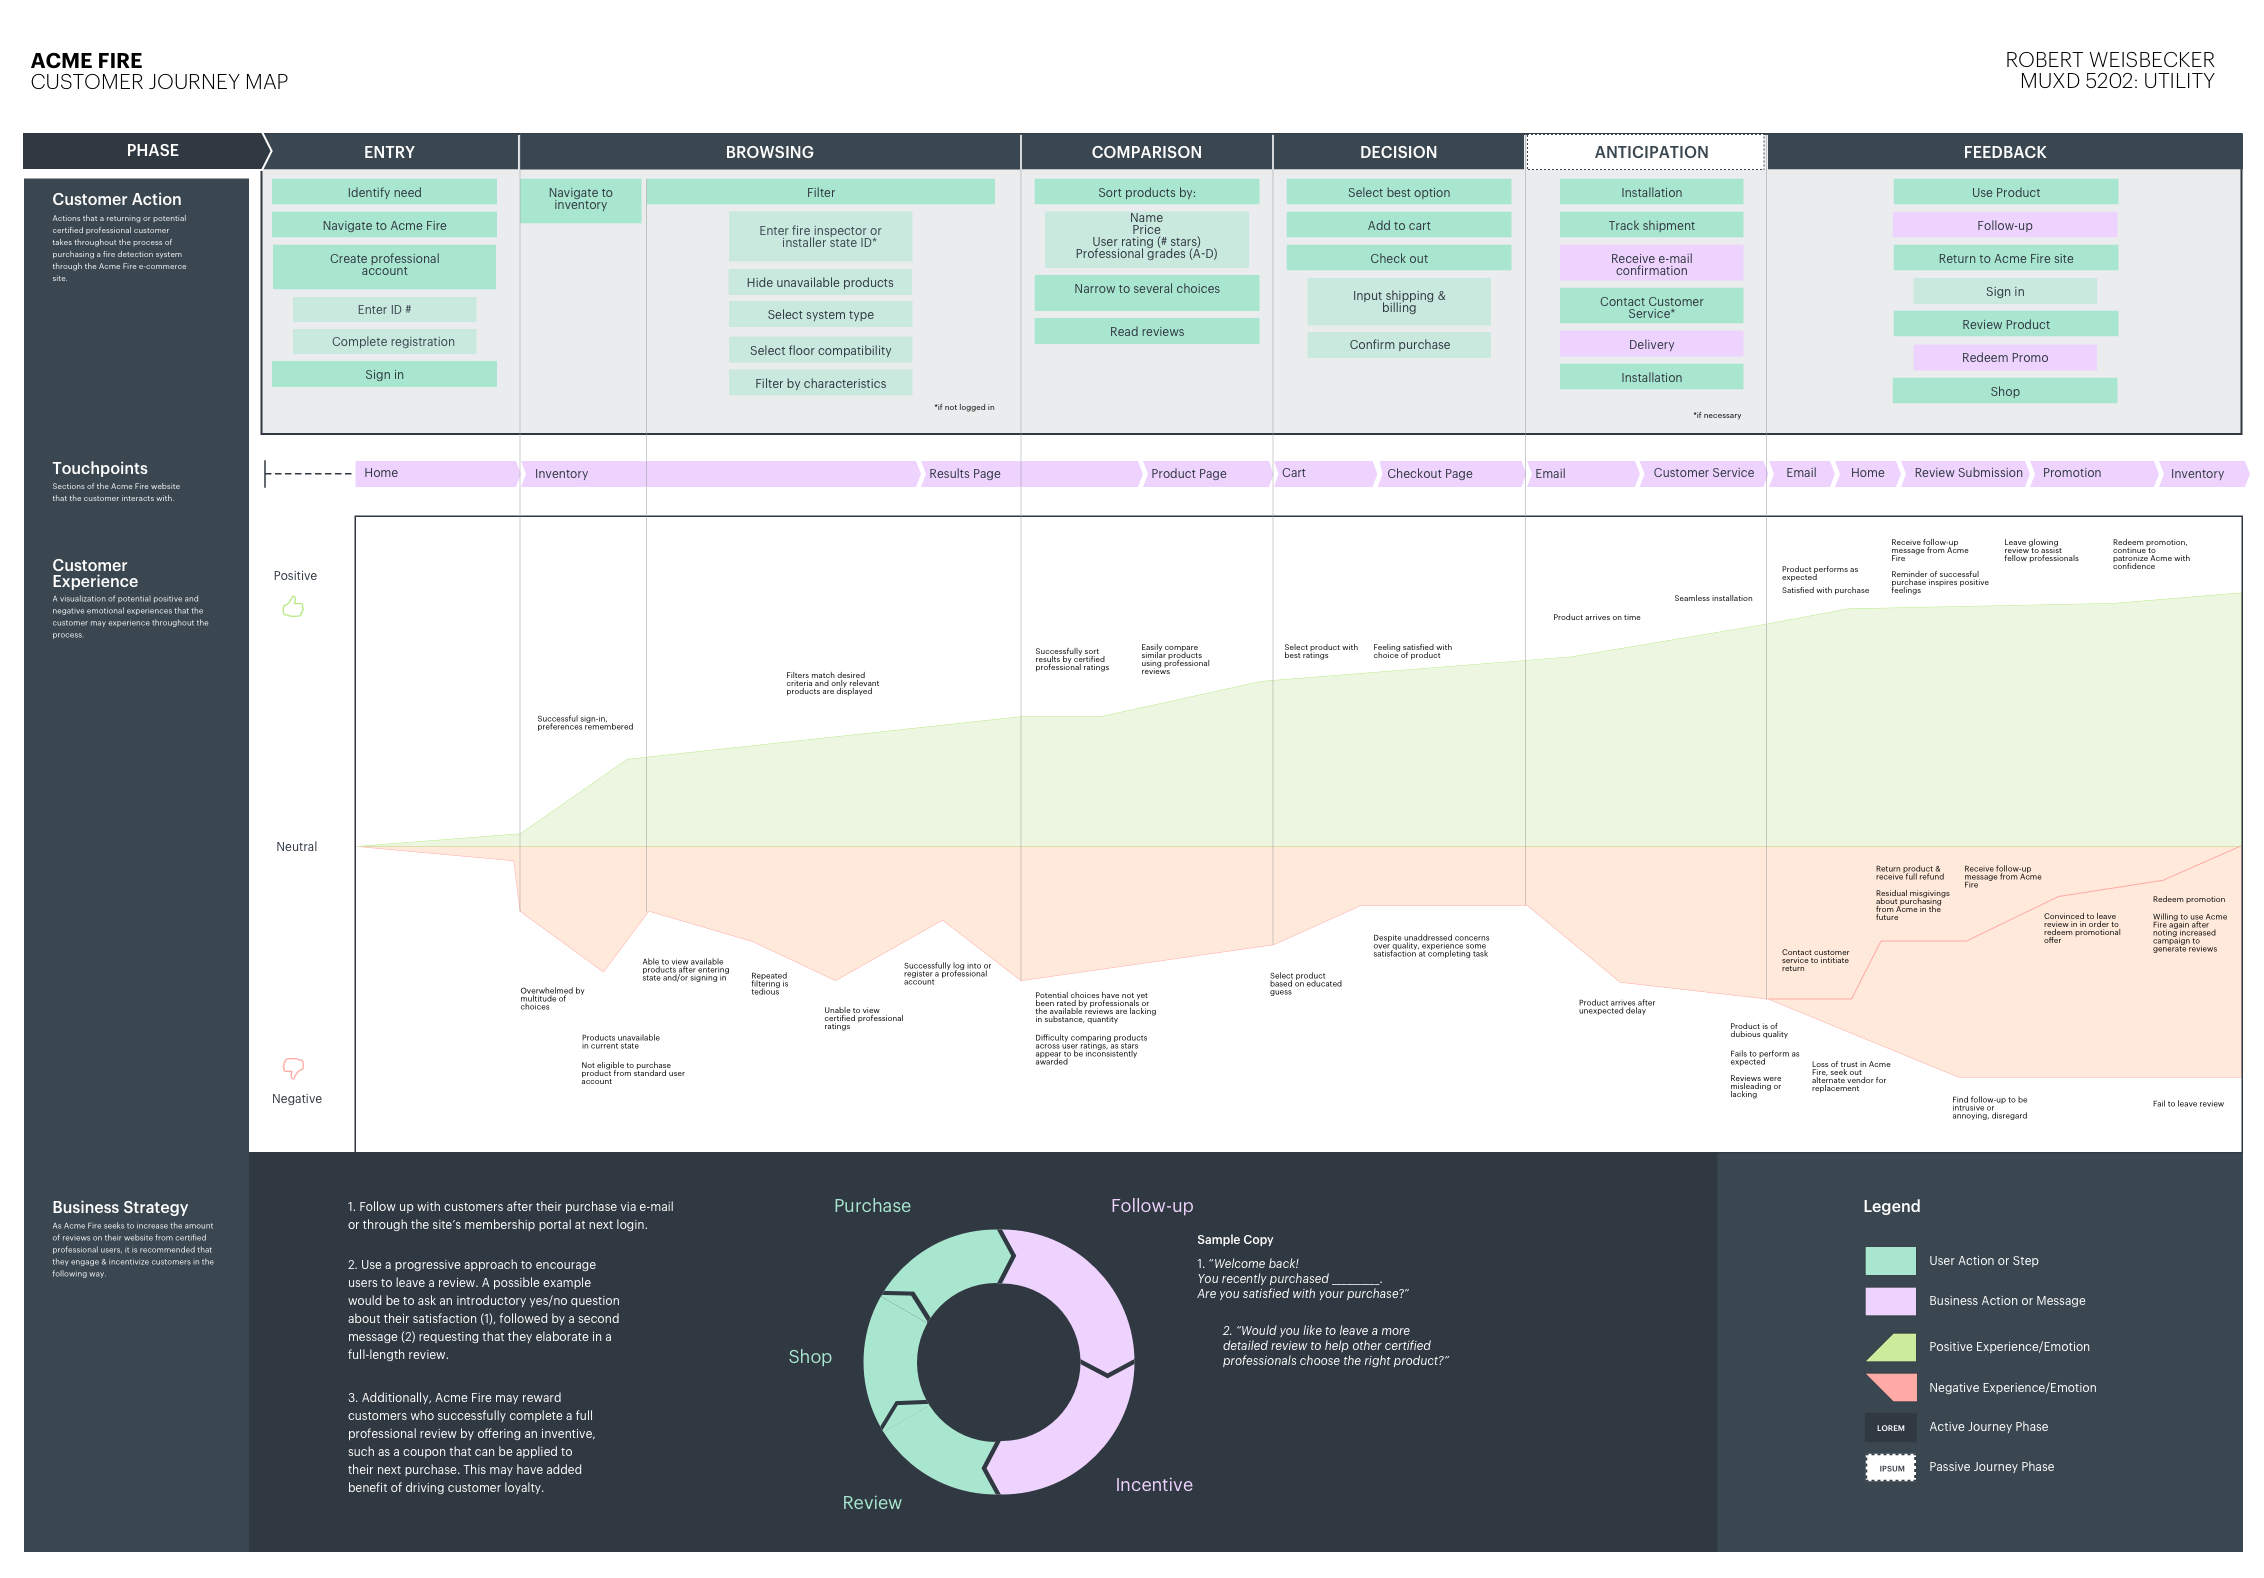 ACME FIRE
CUSTOMER JOURNEY MAP
ROBERT WEISBECKER
MUXD 5202: UTILITY
PHASE
ENTRY
BROWSING
COMPARISON
DECISION
ANTICIPATION
FEEDBACK
Customer Action
Actions that a returning or potential
certified professional customer
takes throughout the process of
purchasing a fire detection system
through the Acme Fire e-commerce
site.
Identify need
Navigate to Acme Fire
Create professional
account
Enter ID #
Complete registration
Sign in
Navigate to
inventory
Filter
Enter fire inspector or
installer state ID*
Hide unavailable products
Select system type
Select floor compatibility
Filter by characteristics
*if not logged in
Sort products by:
Name
Price
User rating (# stars)
Professional grades (A-D)
Narrow to several choices
Read reviews
Select best option
Add to cart
Check out
Input shipping &
billing
Confirm purchase
Installation
Track shipment
Receive e-mail
confirmation
Contact Customer
Service*
Delivery
Installation
*if necessary
Use Product
Follow-up
Return to Acme Fire site
Sign in
Review Product
Redeem Promo
Shop
Touchpoints
Sections of the Acme Fire website
that the customer interacts with.
Home
Inventory
Results Page
Product Page
Cart
Checkout Page
Email
Customer Service
Email
Home
Review Submission
Promotion
Inventory
Customer
Experience
A visualization of potential positive and
negative emotional experiences that the
customer may experience throughout the
process.
Positive
Neutral
Negative
Successful sign-in,
preferences remembered
Filters match desired
criteria and only relevant
products are displayed
Successfully sort
results by certified
professional ratings
Easily compare
similar products
using professional
reviews
Select product with
best ratings
Feeling satisfied with
choice of product
Product arrives on time
Seamless installation
Product performs as
expected
Satisfied with purchase
Receive follow-up
message from Acme
Fire
Reminder of successful
purchase inspires positive
feelings
Leave glowing
review to assist
fellow professionals
Redeem promotion,
continue to
patronize Acme with
confidence
Overwhelmed by
multitude of
choices
Products unavailable
in current state
Not eligible to purchase
product from standard user
account
Able to view available
products after entering
state and/or signing in
Repeated
filtering is
tedious
Unable to view
certified professional
ratings
Successfully log into or
register a professional
account
Potential choices have not yet
been rated by professionals or
the available reviews are lacking
in substance, quantity
Difficulty comparing products
across user ratings, as stars
appear to be inconsistently
awarded
Select product
based on educated
guess
Despite unaddressed concerns
over quality, experience some
satisfaction at completing task
Product arrives after
unexpected delay
Product is of
dubious quality
Fails to perform as
expected
Reviews were
misleading or
lacking
Contact customer
service to intitiate
return
Loss of trust in Acme
Fire, seek out
alternate vendor for
replacement
Return product &
receive full refund
Residual misgivings
about purchasing
from Acme in the
future
Receive follow-up
message from Acme
Fire
Convinced to leave
review in in order to
redeem promotional
offer
Redeem promotion
Willing to use Acme
Fire again after
noting increased
campaign to
generate reviews
Find follow-up to be
intrusive or
annoying, disregard
Fail to leave review
Business Strategy
As Acme Fire seeks to increase the amount
of reviews on their website from certified
professional users, it is recommended that
they engage & incentivize customers in the
following way.
1. Follow up with customers after their purchase via e-mail
or through the site’s membership portal at next login.
2. Use a progressive approach to encourage
users to leave a review. A possible example
would be to ask an introductory yes/no question
about their satisfaction (1), followed by a second
message (2) requesting that they elaborate in a
full-length review.
3. Additionally, Acme Fire may reward
customers who successfully complete a full
professional review by offering an inventive,
such as a coupon that can be applied to
their next purchase. This may have added
benefit of driving customer loyalty.
Purchase
Follow-up
Shop
Review
Incentive
Sample Copy
1. “Welcome back!
You recently purchased ________.
Are you satisfied with your purchase?”
2. “Would you like to leave a more
detailed review to help other certified
professionals choose the right product?”
Legend
User Action or Step
Business Action or Message
Positive Experience/Emotion
Negative Experience/Emotion
LOREM
Active Journey Phase
IPSUM
Passive Journey Phase